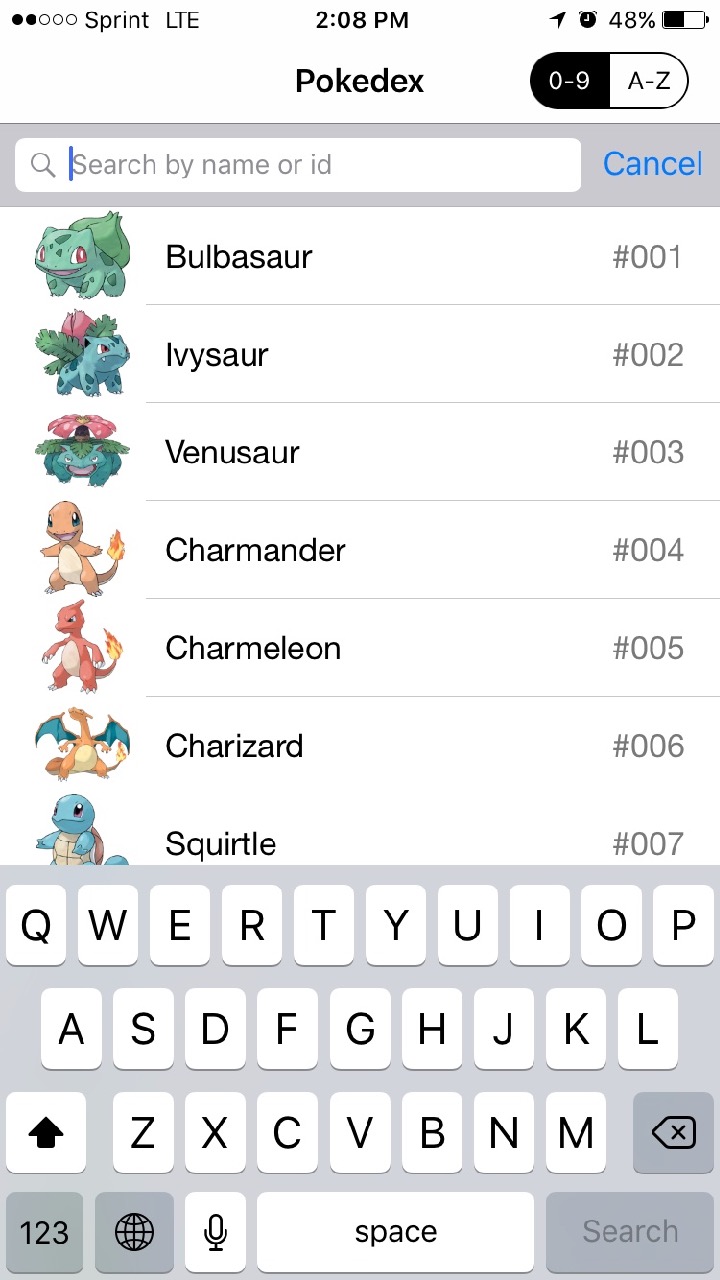 Sprint LTE 2:08 PM 48%
Pokedex 0-9 A-Z
Search by name or id Cancel
Bulbasaur #001
Ivysaur #002
Venusaur #003
Charmander #004
Charmeleon #005
Charizard #006
Squirtle #007
Q W E R T Y U I O P
A S D F G H J K L
Z X C V B N M
123 space Search